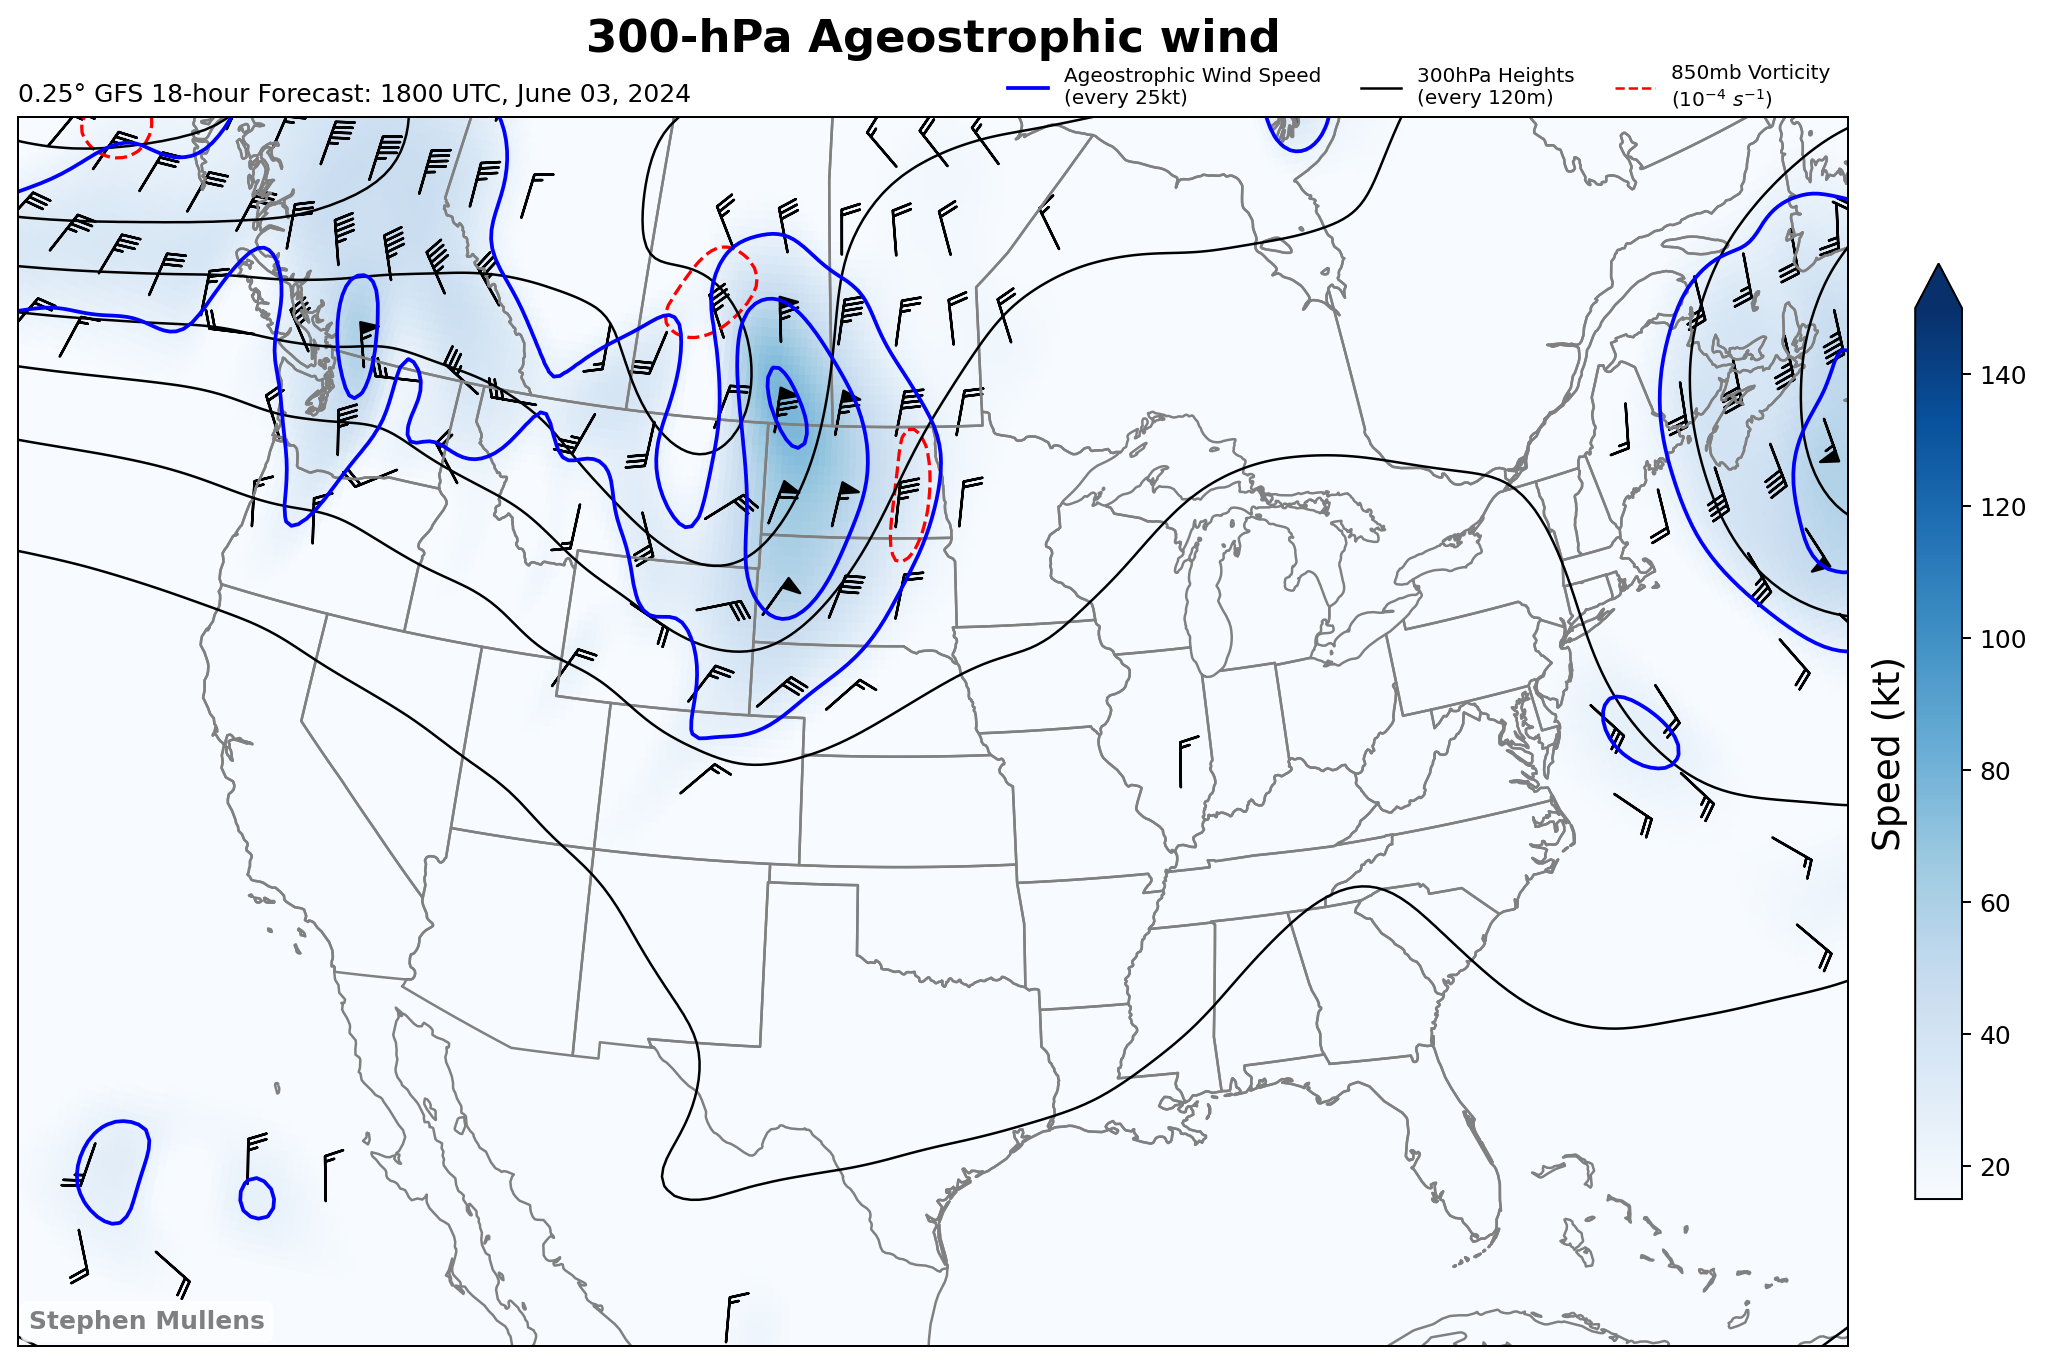 300-hPa Ageostrophic wind
0.25° GFS 18-hour Forecast: 1800 UTC, June 03, 2024
Ageostrophic Wind Speed
(every 25kt)
300hPa Heights
(every 120m)
850mb Vorticity
(10⁻⁴ s⁻¹)
140
120
100
80
60
40
20
Speed (kt)
Stephen Mullens